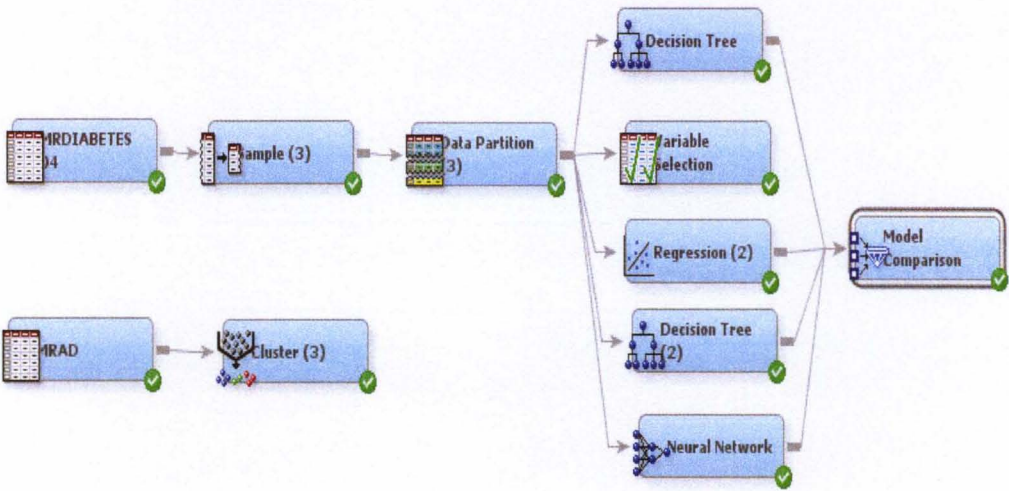 Decision Tree
MRDIABETES
04
Sample (3)
Data Partition
(3)
Variable
Selection
Regression (2)
Model
Comparison
MRAD
Cluster (3)
Decision Tree
(2)
Neural Network